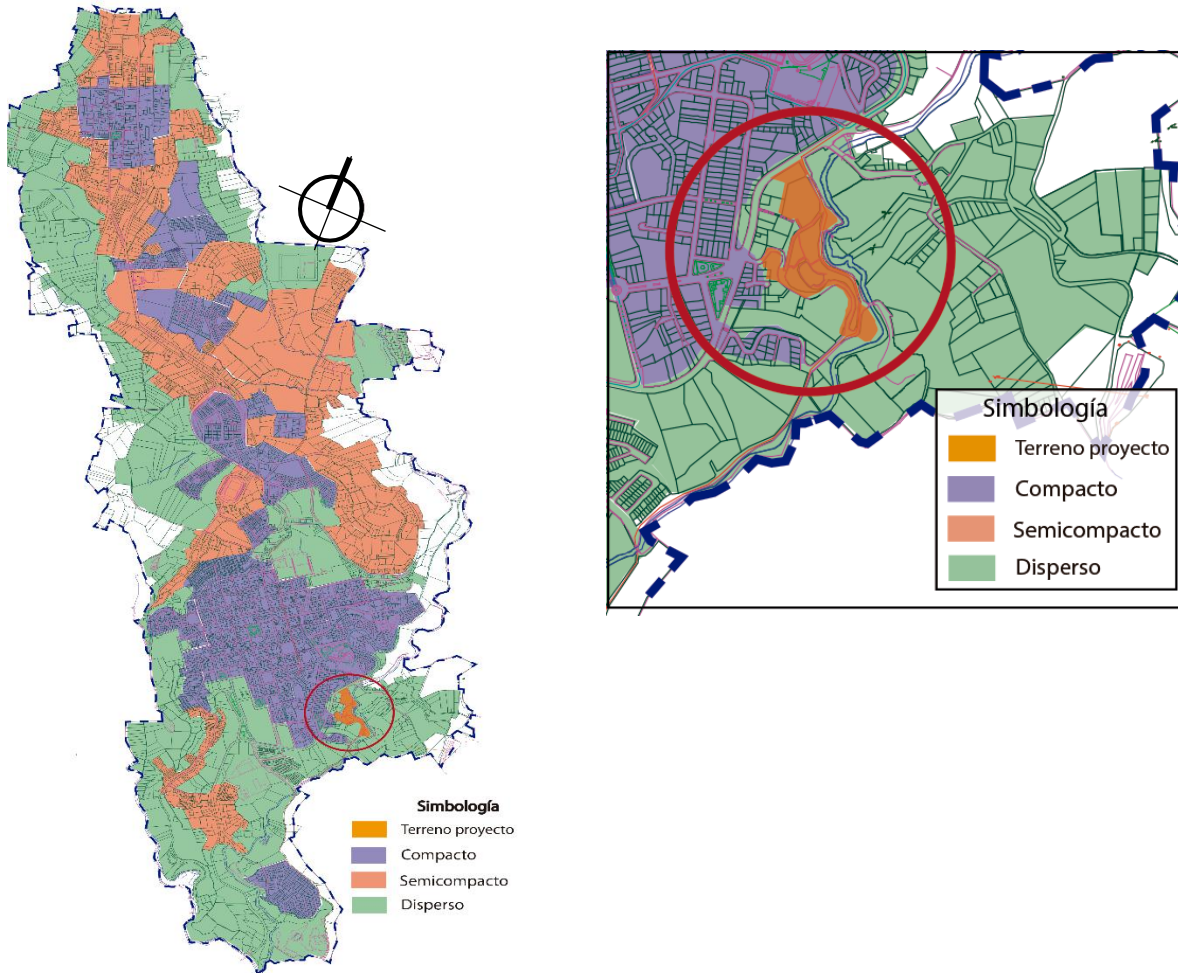 Simbología
Terreno proyecto
Compacto
Semicompacto
Disperso
Simbología
Terreno proyecto
Compacto
Semicompacto
Disperso